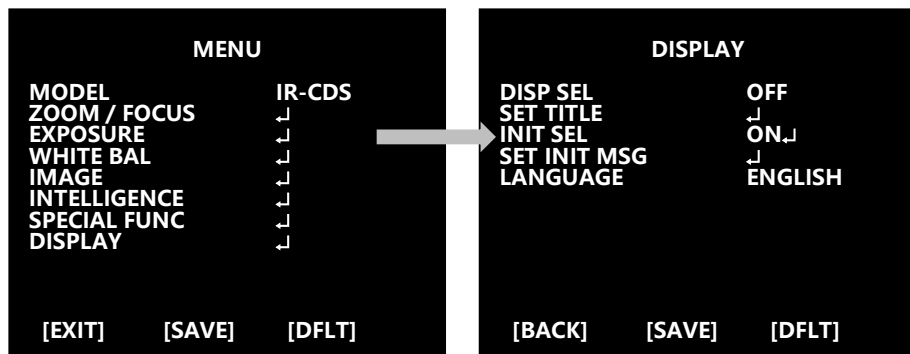 MENU
MODEL IR-CDS
ZOOM / FOCUS ↵
EXPOSURE ↵
WHITE BAL ↵
IMAGE ↵
INTELLIGENCE ↵
SPECIAL FUNC ↵
DISPLAY ↵
[EXIT] [SAVE] [DFLT]
DISPLAY
DISP SEL OFF
SET TITLE ↵
INIT SEL ON↵
SET INIT MSG ↵
LANGUAGE ENGLISH
[BACK] [SAVE] [DFLT]